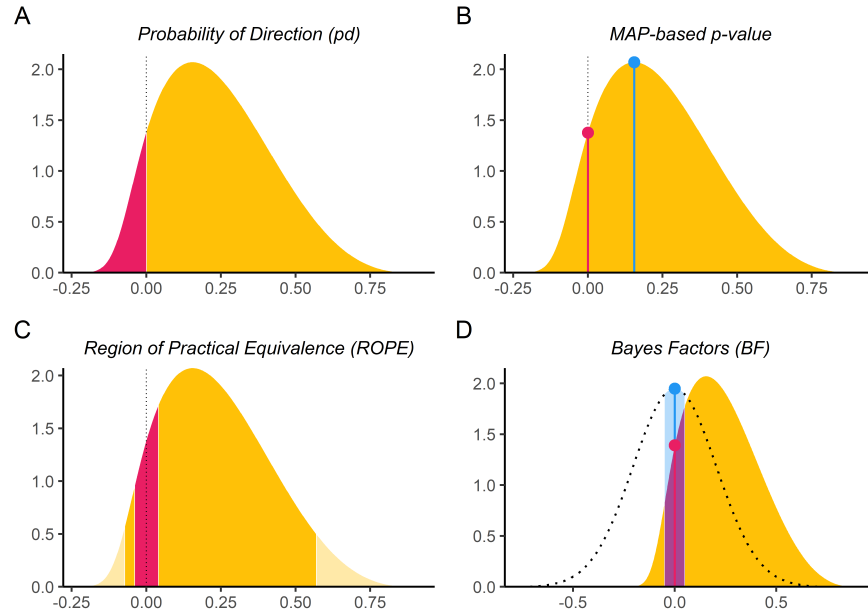 A
Probability of Direction (pd)
2.0
1.5
1.0
0.5
0.0
-0.25 0.00 0.25 0.50 0.75
B
MAP-based p-value
2.0
1.5
1.0
0.5
0.0
-0.25 0.00 0.25 0.50 0.75
C
Region of Practical Equivalence (ROPE)
2.0
1.5
1.0
0.5
0.0
-0.25 0.00 0.25 0.50 0.75
D
Bayes Factors (BF)
2.0
1.5
1.0
0.5
0.0
-0.5 0.0 0.5